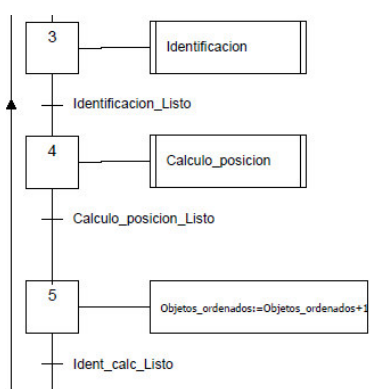 3
Identificacion
Identificacion_Listo
4
Calculo_posicion
Calculo_posicion_Listo
5
Objetos_ordenados:=Objetos_ordenados+1
Ident_calc_Listo